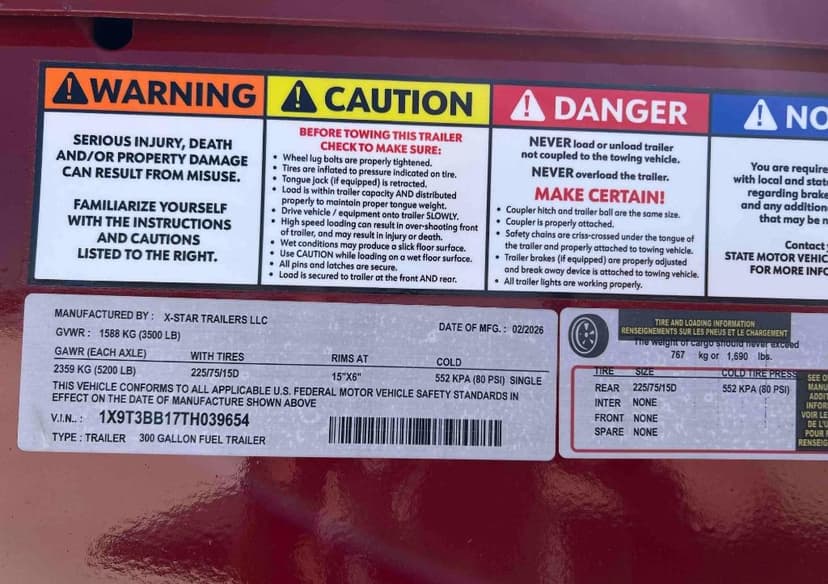 WARNING
SERIOUS INJURY, DEATH
AND/OR PROPERTY DAMAGE
CAN RESULT FROM MISUSE.
FAMILIARIZE YOURSELF
WITH THE INSTRUCTIONS
AND CAUTIONS
LISTED TO THE RIGHT.
CAUTION
BEFORE TOWING THIS TRAILER
CHECK TO MAKE SURE:
• Wheel lug bolts are properly tightened.
• Tires are inflated to pressure indicated on tire.
• Tongue jack (if equipped) is retracted.
• Load is within trailer capacity AND distributed
properly to maintain proper tongue weight.
• Drive vehicle / equipment onto trailer SLOWLY.
• High speed loading can result in over-shooting front
of trailer, and may result in injury or death.
• Wet conditions may produce a slick floor surface.
• Use CAUTION while loading on a wet floor surface.
• All pins and latches are secure.
• Load is secured to trailer at the front AND rear.
DANGER
NEVER load or unload trailer
not coupled to the towing vehicle.
NEVER overload the trailer.
MAKE CERTAIN!
• Coupler hitch and trailer ball are the same size.
• Coupler is properly attached.
• Safety chains are criss-crossed under the tongue of
the trailer and properly attached to towing vehicle.
• Trailer brakes (if equipped) are properly adjusted
and break away device is attached to towing vehicle.
• All trailer lights are working properly.
NO
You are require
with local and stat
regarding brake
and any addition
that may be n
Contact
STATE MOTOR VEHIC
FOR MORE INFO
MANUFACTURED BY : X-STAR TRAILERS LLC
GVWR : 1588 KG (3500 LB) DATE OF MFG. : 02/2026
GAWR (EACH AXLE) WITH TIRES RIMS AT COLD
2359 KG (5200 LB) 225/75/15D 15"X6" 552 KPA (80 PSI) SINGLE
THIS VEHICLE CONFORMS TO ALL APPLICABLE U.S. FEDERAL MOTOR VEHICLE SAFETY STANDARDS IN
EFFECT ON THE DATE OF MANUFACTURE SHOWN ABOVE
V.I.N.. : 1X9T3BB17TH039654
TYPE : TRAILER 300 GALLON FUEL TRAILER
TIRE AND LOADING INFORMATION
RENSEIGNEMENTS SUR LES PNEUS ET LE CHARGEMENT
The weight of cargo should never exceed
767 kg or 1,690 lbs.
TIRE SIZE COLD TIRE PRESS
REAR 225/75/15D 552 KPA (80 PSI)
INTER NONE
FRONT NONE
SPARE NONE
SEE O
MANU
ADDIT
INFOR
VOIR LE
DE L'U
POUR P
RENSEIG